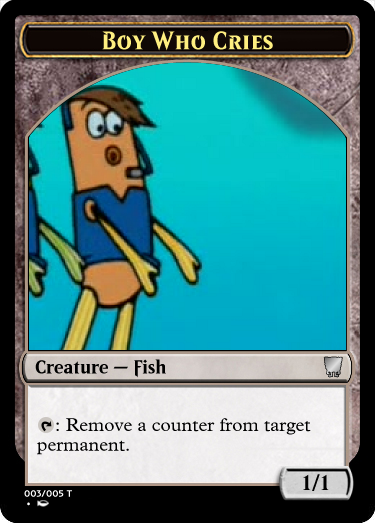 Boy Who Cries
Creature — Fish
: Remove a counter from target
permanent.
1/1
003/005 T